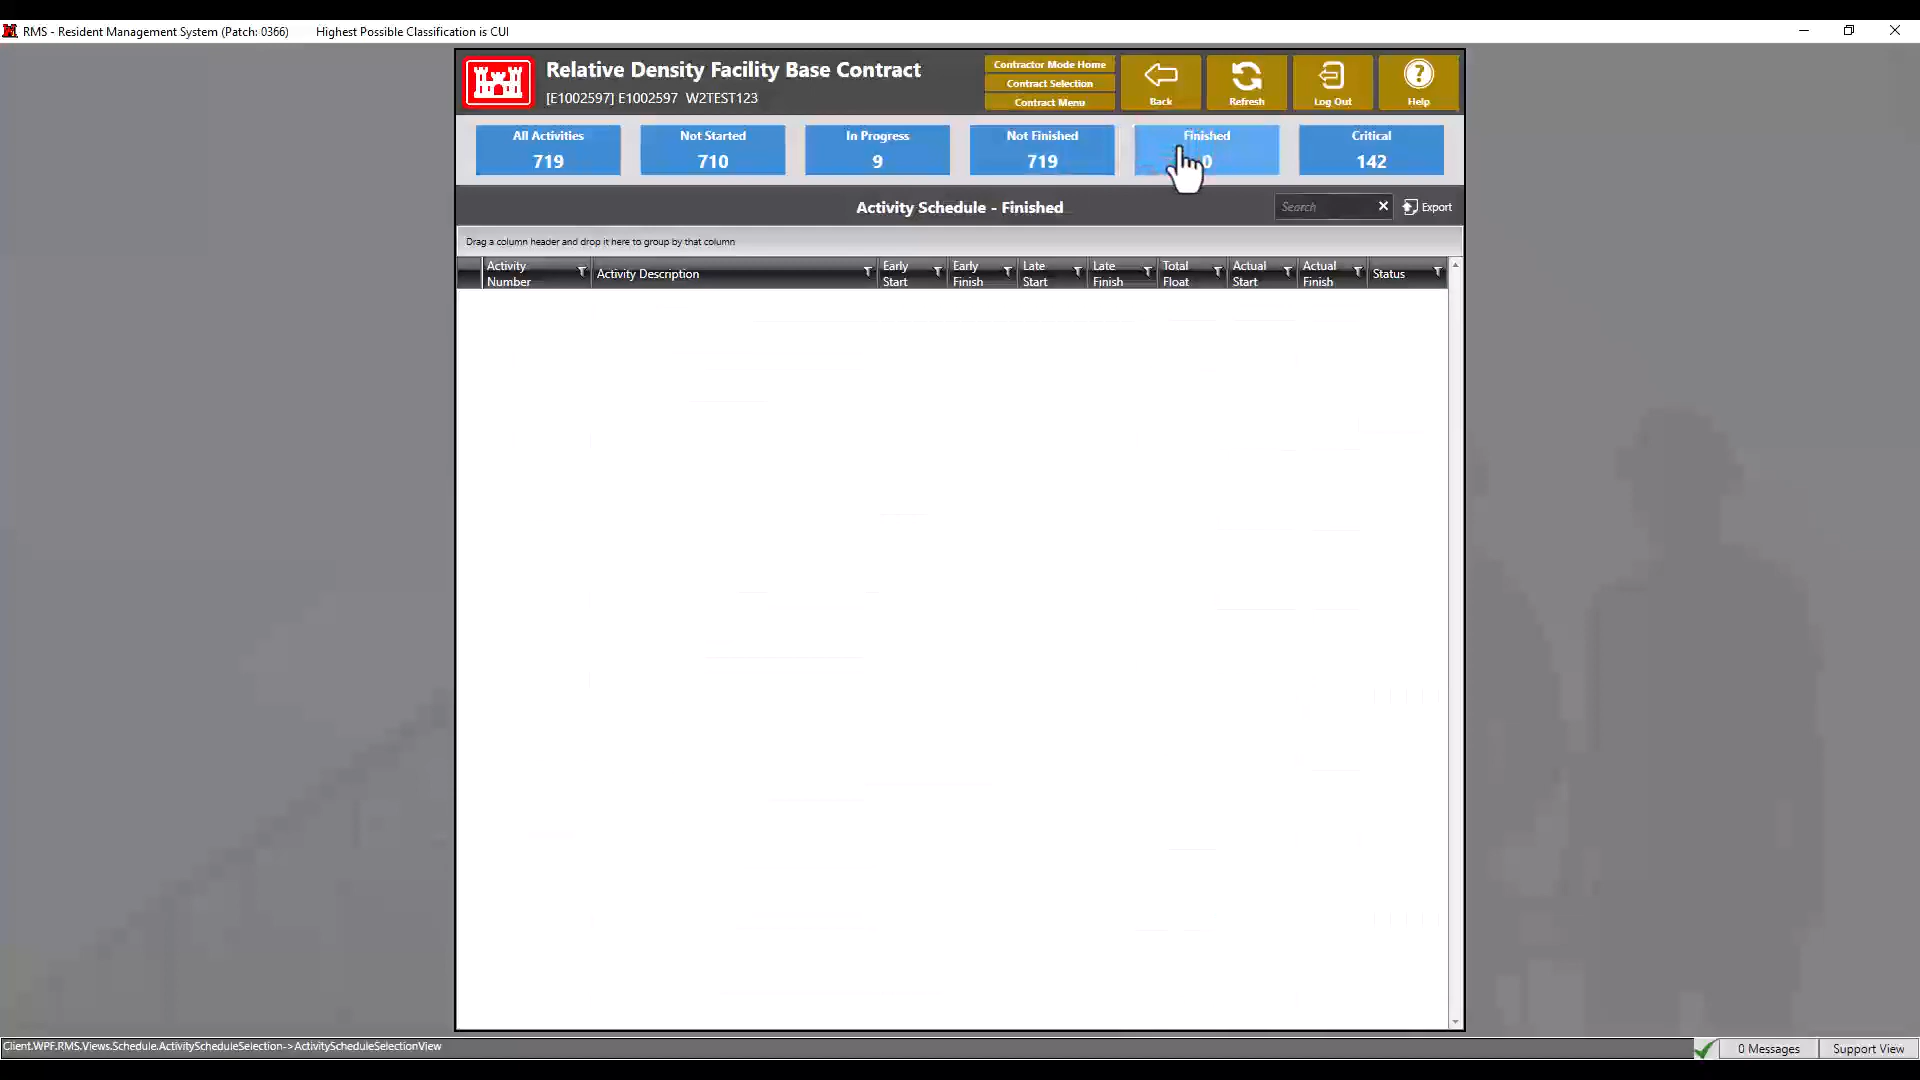 RMS - Resident Management System (Patch: 0366) Highest Possible Classification is CUI
Relative Density Facility Base Contract
[E1002597] E1002597 W2TEST123
Contractor Mode Home
Contract Selection
Contract Menu
Back
Refresh
Log Out
Help
All Activities
719
Not Started
710
In Progress
9
Not Finished
719
Finished
0
Critical
142
Activity Schedule - Finished
Search
Export
Drag a column header and drop it here to group by that column
Activity
Number
Activity Description
Early
Start
Early
Finish
Late
Start
Late
Finish
Total
Float
Actual
Start
Actual
Finish
Status
Client.WPF.RMS.Views.Schedule.ActivityScheduleSelection->ActivityScheduleSelectionView
0 Messages
Support View